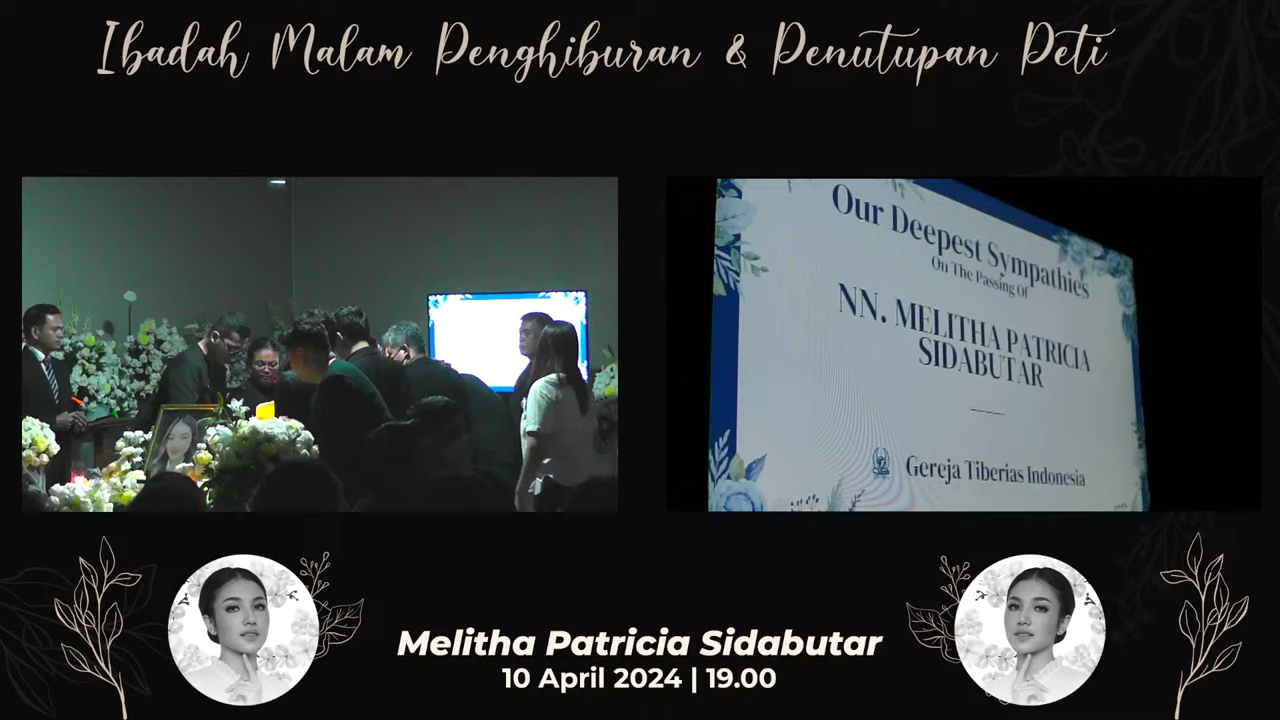 Ibadah Malam Penghiburan & Penutupan Peti
Our Deepest Sympathies
On The Passing Of
NN. MELITHA PATRICIA
SIDABUTAR
Gereja Tiberias Indonesia
Melitha Patricia Sidabutar
10 April 2024 | 19.00